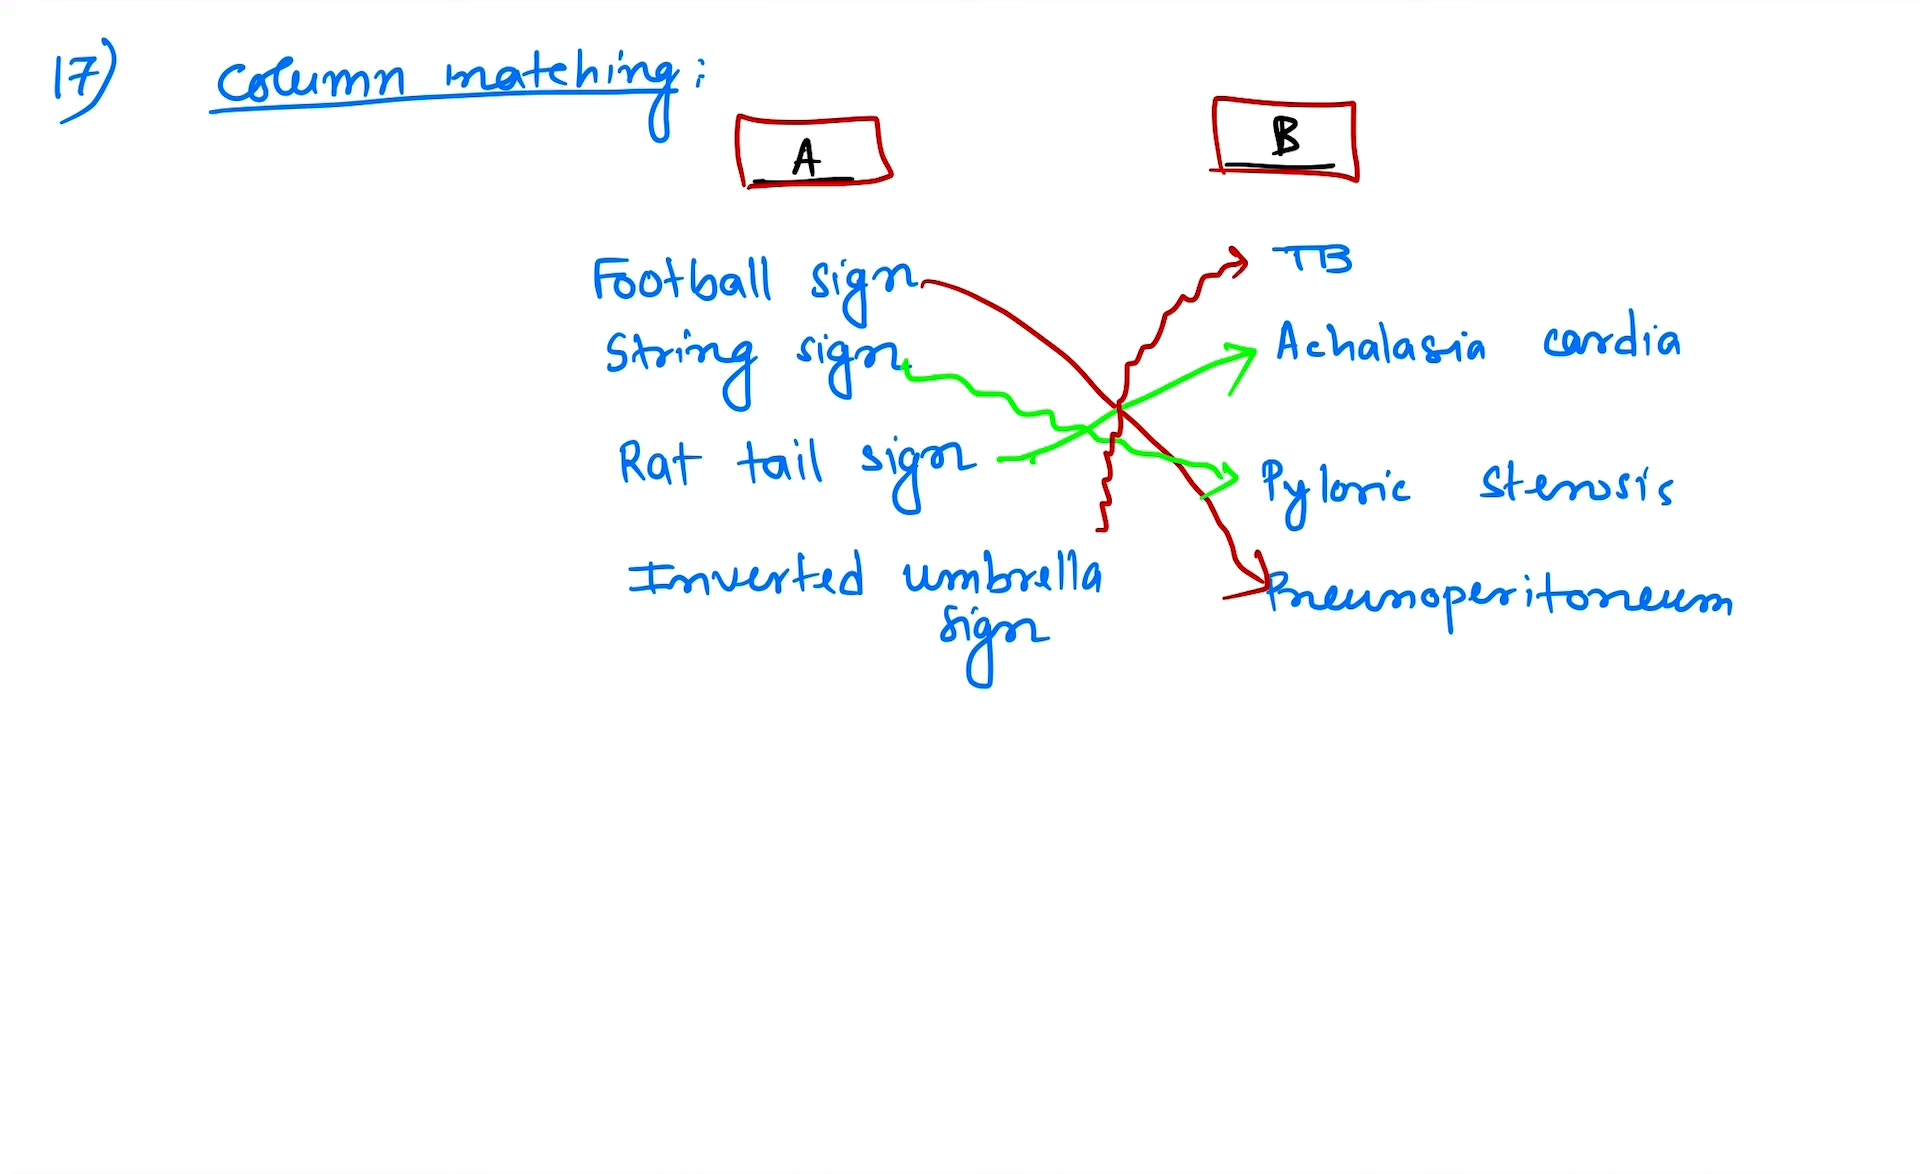 17) Column matching:
A B
Football sign TB
String sign Achalasia cardia
Rat tail sign Pyloric stenosis
Inverted umbrella Pneumoperitoneum
sign